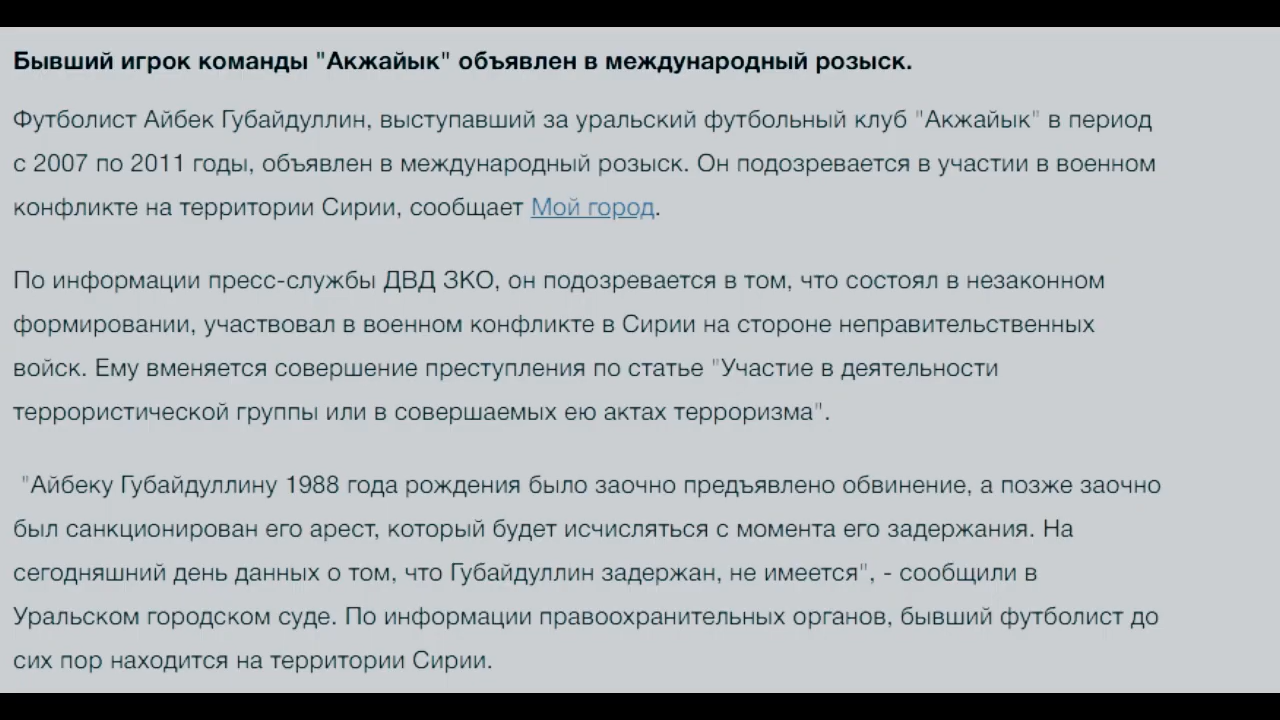 Бывший игрок команды "Акжайык" объявлен в международный розыск.
Футболист Айбек Губайдуллин, выступавший за уральский футбольный клуб "Акжайык" в период
с 2007 по 2011 годы, объявлен в международный розыск. Он подозревается в участии в военном
конфликте на территории Сирии, сообщает Мой город.
По информации пресс-службы ДВД ЗКО, он подозревается в том, что состоял в незаконном
формировании, участвовал в военном конфликте в Сирии на стороне неправительственных
войск. Ему вменяется совершение преступления по статье "Участие в деятельности
террористической группы или в совершаемых ею актах терроризма".
"Айбеку Губайдуллину 1988 года рождения было заочно предъявлено обвинение, а позже заочно
был санкционирован его арест, который будет исчисляться с момента его задержания. На
сегодняшний день данных о том, что Губайдуллин задержан, не имеется", - сообщили в
Уральском городском суде. По информации правоохранительных органов, бывший футболист до
сих пор находится на территории Сирии.